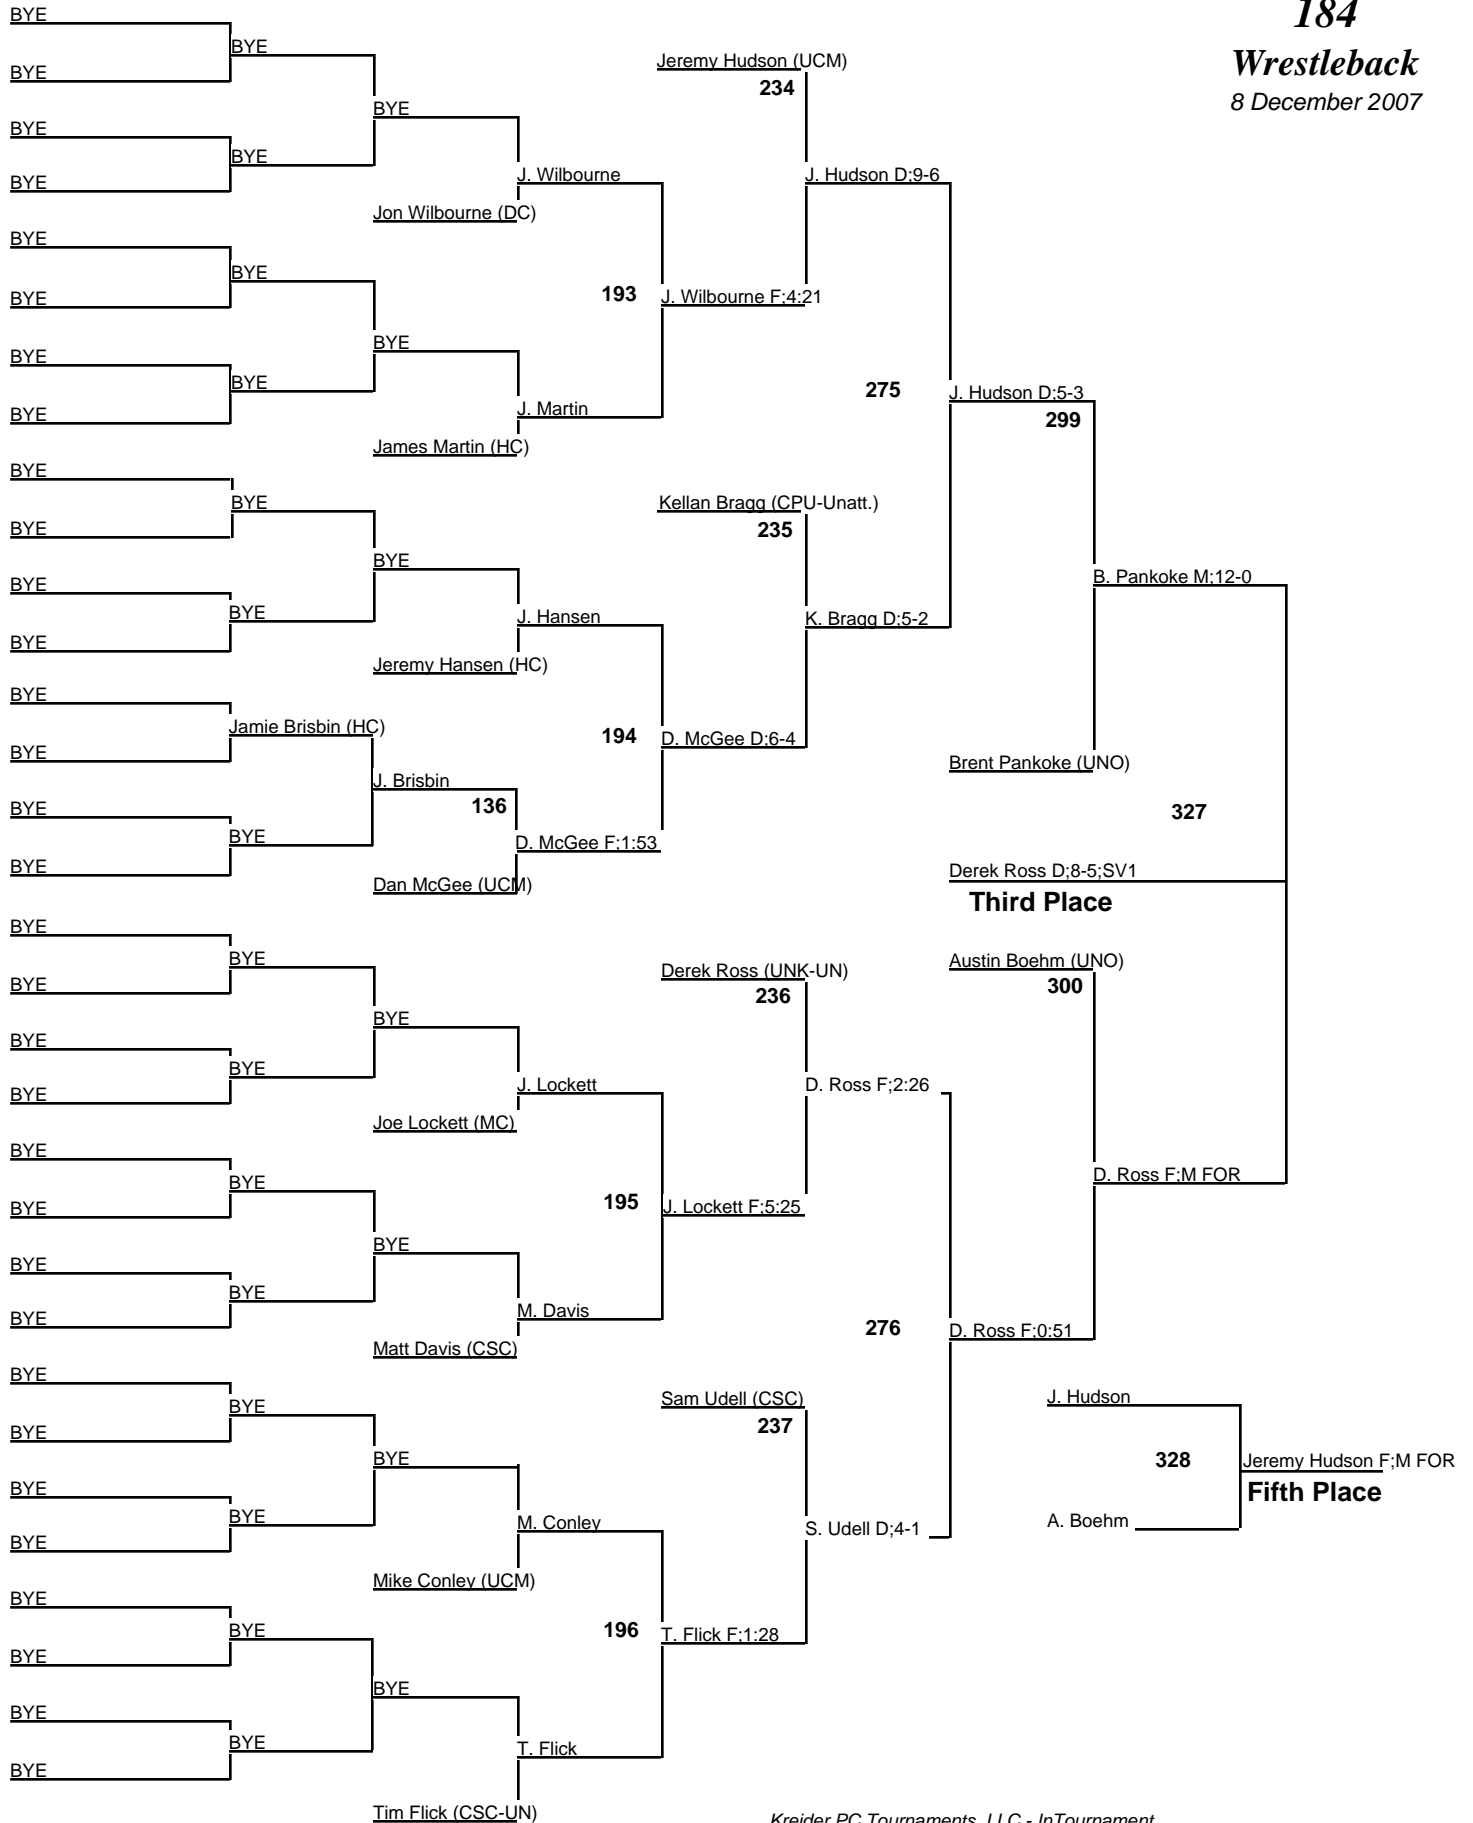 184
Wrestleback
8 December 2007
BYE
BYE
BYE
Jeremy Hudson (UCM)
234
BYE
BYE
BYE
BYE
J. Wilbourne
J. Hudson D;9-6
BYE
Jon Wilbourne (DC)
BYE
BYE
193
J. Wilbourne F;4:21
BYE
BYE
BYE
BYE
275
J. Hudson D;5-3
299
BYE
J. Martin
James Martin (HC)
BYE
BYE
Kellan Bragg (CPU-Unatt.)
235
BYE
BYE
BYE
B. Pankoke M;12-0
BYE
J. Hansen
K. Bragg D;5-2
BYE
Jeremy Hansen (HC)
BYE
Jamie Brisbin (HC)
194
D. McGee D;6-4
BYE
Brent Pankoke (UNO)
J. Brisbin
136
BYE
327
BYE
D. McGee F;1:53
BYE
Dan McGee (UCM)
Derek Ross D;8-5;SV1
Third Place
BYE
BYE
Derek Ross (UNK-UN)
236
Austin Boehm (UNO)
300
BYE
BYE
BYE
BYE
J. Lockett
D. Ross F;2:26
BYE
Joe Lockett (MC)
BYE
BYE
195
J. Lockett F;5:25
D. Ross F;M FOR
BYE
BYE
BYE
BYE
BYE
M. Davis
276
D. Ross F;0:51
Matt Davis (CSC)
BYE
BYE
Sam Udell (CSC)
237
J. Hudson
BYE
BYE
328
Jeremy Hudson F;M FOR
Fifth Place
BYE
BYE
M. Conley
S. Udell D;4-1
A. Boehm
BYE
Mike Conley (UCM)
BYE
BYE
196
T. Flick F;1:28
BYE
BYE
BYE
BYE
T. Flick
BYE
Tim Flick (CSC-UN)
Kreider PC Tournaments, LLC - InTournament